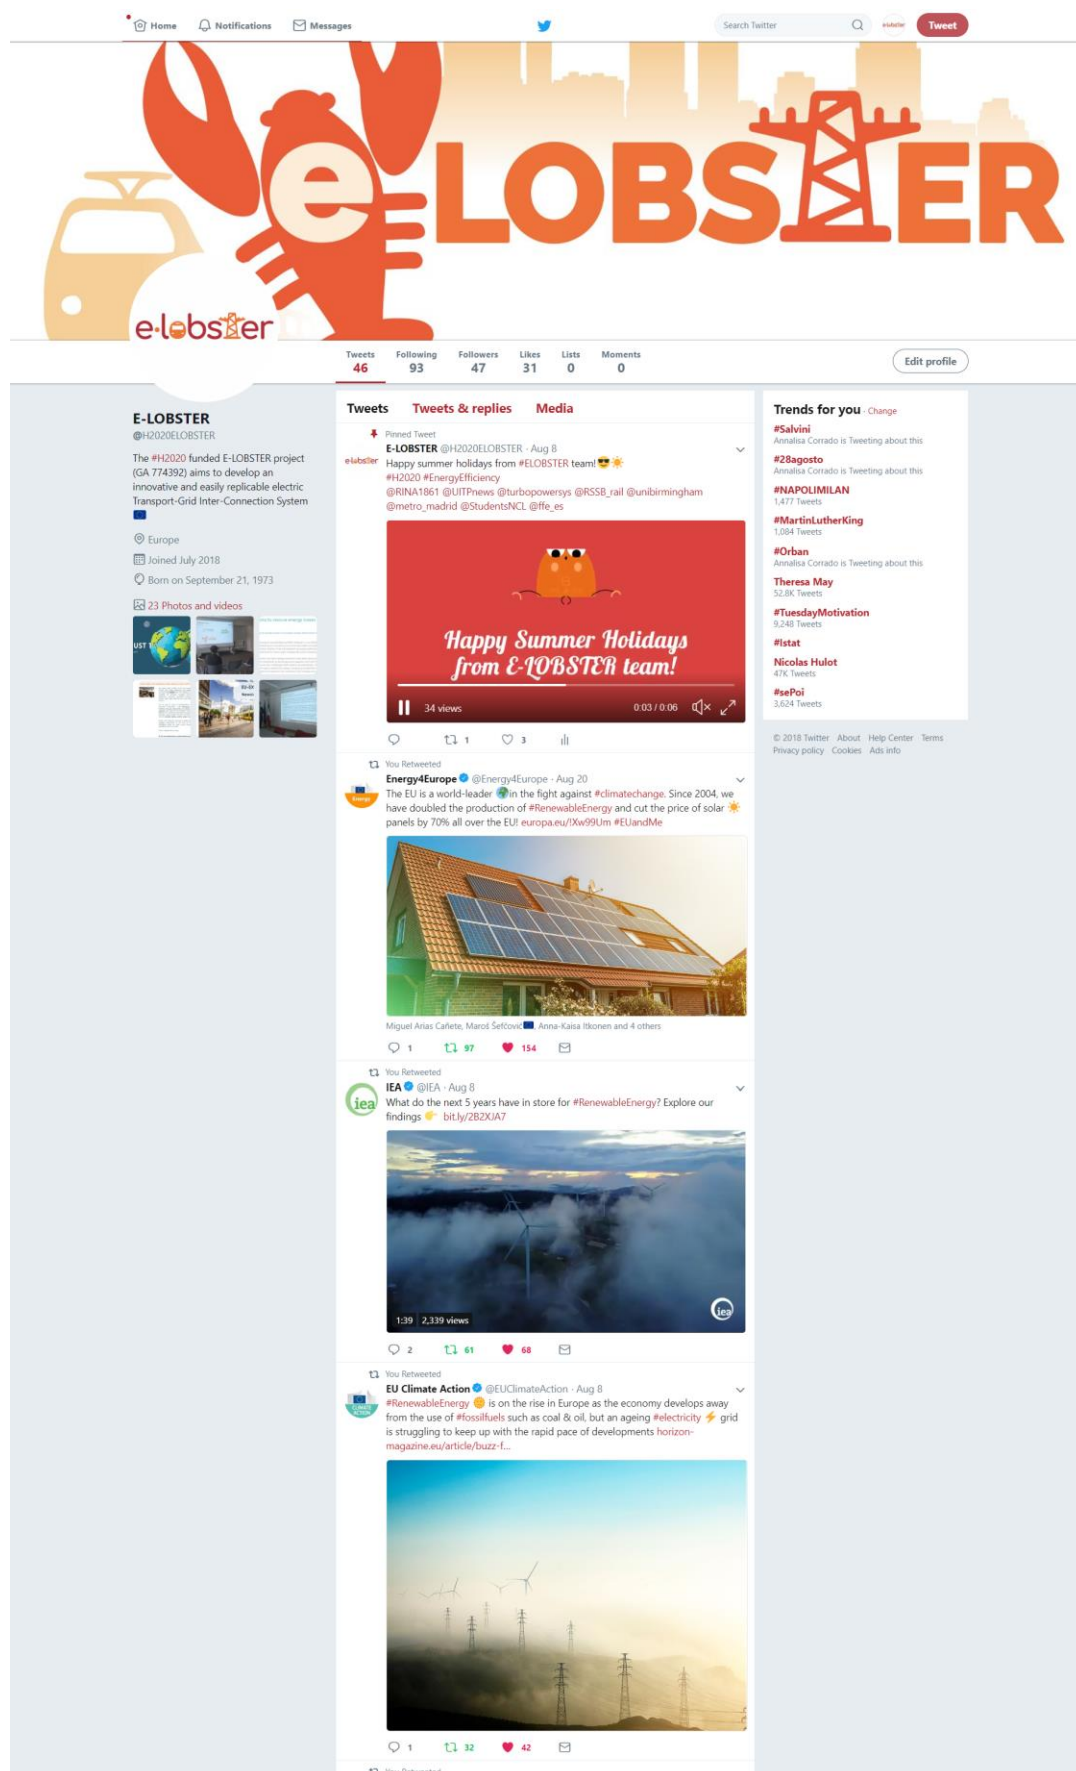 Home Notifications Messages Search Twitter e-lobster Tweet
e LOBSTER
e-lobster
Tweets Following Followers Likes Lists Moments
46 93 47 31 0 0
Edit profile
E-LOBSTER
@H2020ELOBSTER
The #H2020 funded E-LOBSTER project
(GA 774392) aims to develop an
innovative and easily replicable electric
Transport-Grid Inter-Connection System
Europe
Joined July 2018
Born on September 21, 1973
23 Photos and videos
Tweets Tweets & replies Media
Pinned Tweet
e-lobster
E-LOBSTER @H2020ELOBSTER · Aug 8
Happy summer holidays from #ELOBSTER team! 😎☀
#H2020 #EnergyEfficiency
@RINA1861 @UITPnews @turbopowersys @RSSB_rail @unibirmingham
@metro_madrid @StudentsNCL @ffe_es
Happy Summer Holidays
from E-LOBSTER team!
34 views 0:03 / 0:06
1 3
You Retweeted
Energy
Energy4Europe @Energy4Europe · Aug 20
The EU is a world-leader 🌍in the fight against #climatechange. Since 2004, we
have doubled the production of #RenewableEnergy and cut the price of solar ☀
panels by 70% all over the EU! europa.eu/!Xw99Um #EUandMe
Miguel Arias Cañete, Maroš Šefčovič🇪🇺, Anna-Kaisa Itkonen and 4 others
1 97 154
You Retweeted
iea
IEA @IEA · Aug 8
What do the next 5 years have in store for #RenewableEnergy? Explore our
findings 👉 bit.ly/2B2XJA7
1:39 2,339 views
iea
2 61 68
You Retweeted
CLIMATE
ACTION
EU Climate Action @EUClimateAction · Aug 8
#RenewableEnergy 🌞 is on the rise in Europe as the economy develops away
from the use of #fossilfuels such as coal & oil, but an ageing #electricity ⚡ grid
is struggling to keep up with the rapid pace of developments horizon-
magazine.eu/article/buzz-f...
1 32 42
Trends for you · Change
#Salvini
Annalisa Corrado is Tweeting about this
#28agosto
Annalisa Corrado is Tweeting about this
#NAPOLIMILAN
1,477 Tweets
#MartinLutherKing
1,084 Tweets
#Orban
Annalisa Corrado is Tweeting about this
Theresa May
52.8K Tweets
#TuesdayMotivation
9,248 Tweets
#Istat
Nicolas Hulot
47K Tweets
#sePoi
3,624 Tweets
© 2018 Twitter About Help Center Terms
Privacy policy Cookies Ads info